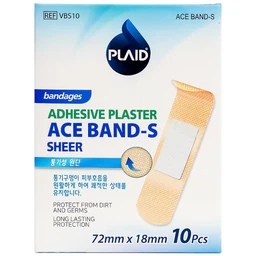 REF VBS10
ACE BAND-S
PLAID
bandages
ADHESIVE PLASTER
ACE BAND-S
SHEER
통기성 원단
통기구멍이 피부호흡을
원활하게 하여 쾌적한 상태를
유지합니다.
PROTECT FROM DIRT
AND GERMS
LONG LASTING
PROTECTION
72mm x 18mm 10Pcs